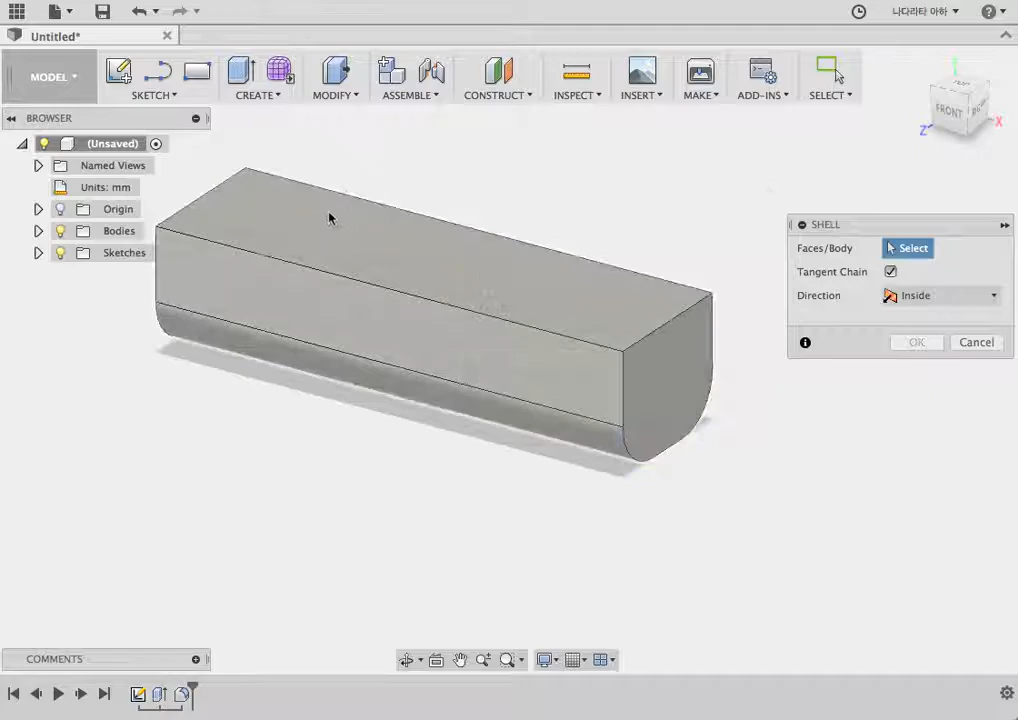 나다라타 아하
Untitled*
MODEL
SKETCH
CREATE
MODIFY
ASSEMBLE
CONSTRUCT
INSPECT
INSERT
MAKE
ADD-INS
SELECT
FRONT
Z
X
BROWSER
(Unsaved)
Named Views
Units: mm
Origin
Bodies
Sketches
SHELL
Faces/Body Select
Tangent Chain
Direction Inside
OK Cancel
COMMENTS